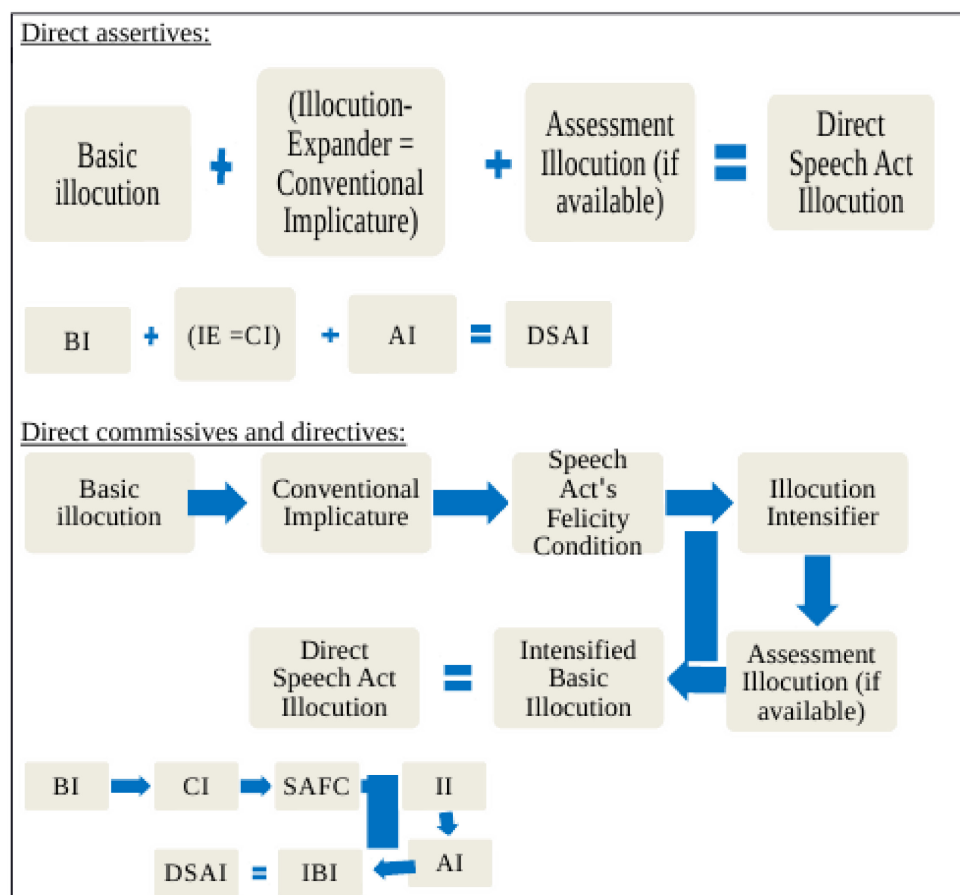 Direct assertives:
Basic
illocution
+
(Illocution-
Expander =
Conventional
Implicature)
+
Assessment
Illocution (if
available)
=
Direct
Speech Act
Illocution
BI
+
(IE =CI)
+
AI
=
DSAI
Direct commissives and directives:
Basic
illocution
Conventional
Implicature
Speech
Act's
Felicity
Condition
Illocution
Intensifier
Direct
Speech Act
Illocution
=
Intensified
Basic
Illocution
Assessment
Illocution (if
available)
BI
CI
SAFC
II
DSAI
=
IBI
AI